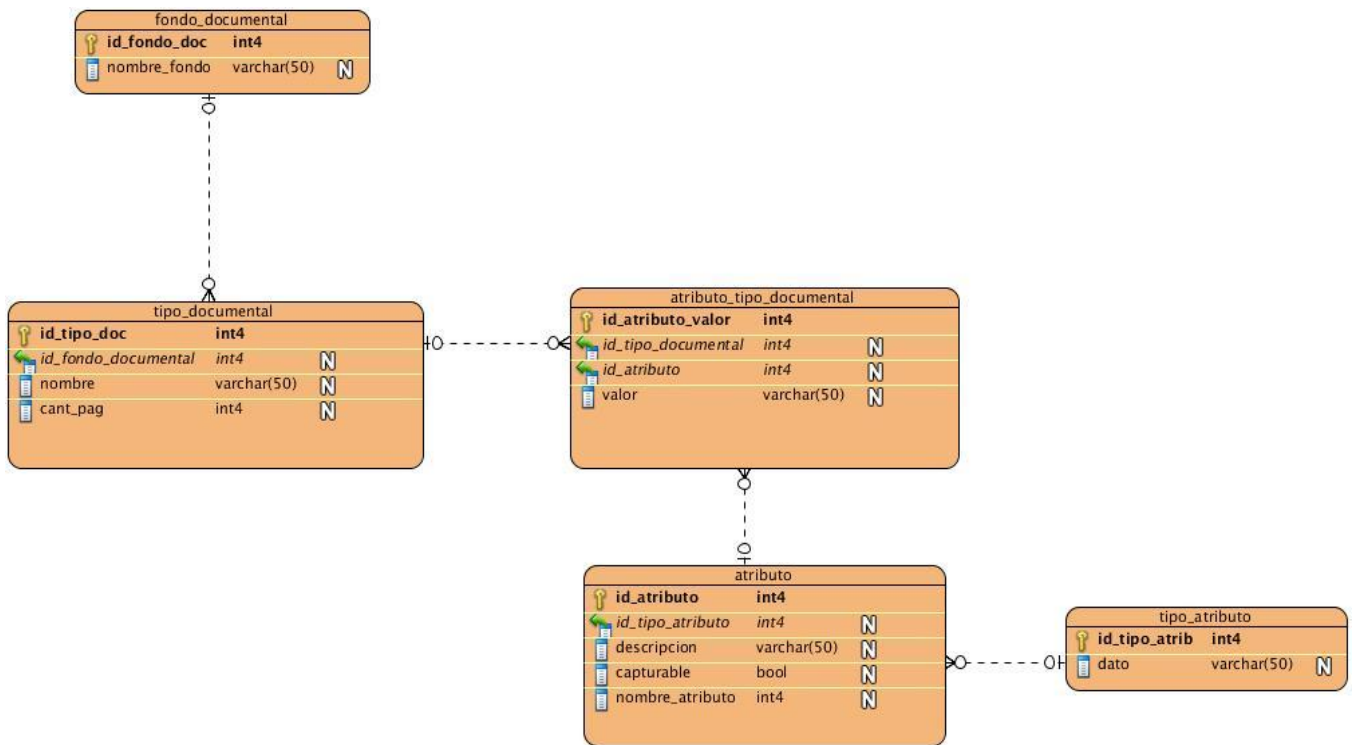 fondo_documental
id_fondo_doc int4
nombre_fondo varchar(50) N
tipo_documental
id_tipo_doc int4
id_fondo_documental int4 N
nombre varchar(50) N
cant_pag int4 N
atributo_tipo_documental
id_atributo_valor int4
id_tipo_documental int4 N
id_atributo int4 N
valor varchar(50) N
atributo
id_atributo int4
id_tipo_atributo int4 N
descripcion varchar(50) N
capturable bool N
nombre_atributo int4 N
tipo_atributo
id_tipo_atrib int4
dato varchar(50) N